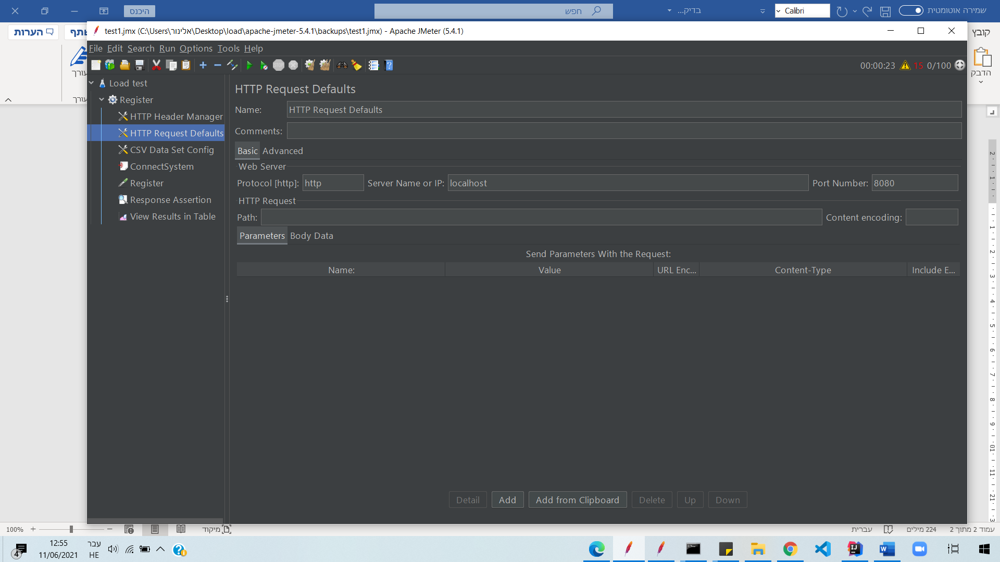 היכנס
חפש
בדיק...
Calibri
שמירה אוטומטית
הערות
קובץ
test1.jmx (C:\Users\אלינור\Desktop\load\apache-jmeter-5.4.1\backups\test1.jmx) - Apache JMeter (5.4.1)
File Edit Search Run Options Tools Help
00:00:23 15 0/100
הדבק
Load test
Register
HTTP Header Manager
HTTP Request Defaults
CSV Data Set Config
ConnectSystem
Register
Response Assertion
View Results in Table
HTTP Request Defaults
Name: HTTP Request Defaults
Comments:
Basic Advanced
Web Server
Protocol [http]: http Server Name or IP: localhost Port Number: 8080
HTTP Request
Path: Content encoding:
Parameters Body Data
Send Parameters With the Request:
Name: Value URL Enc... Content-Type Include E...
Detail Add Add from Clipboard Delete Up Down
100%
מיקוד
עברית
224 מילים
עמוד 2 מתוך 2
4
12:55
11/06/2021
עבר
HE